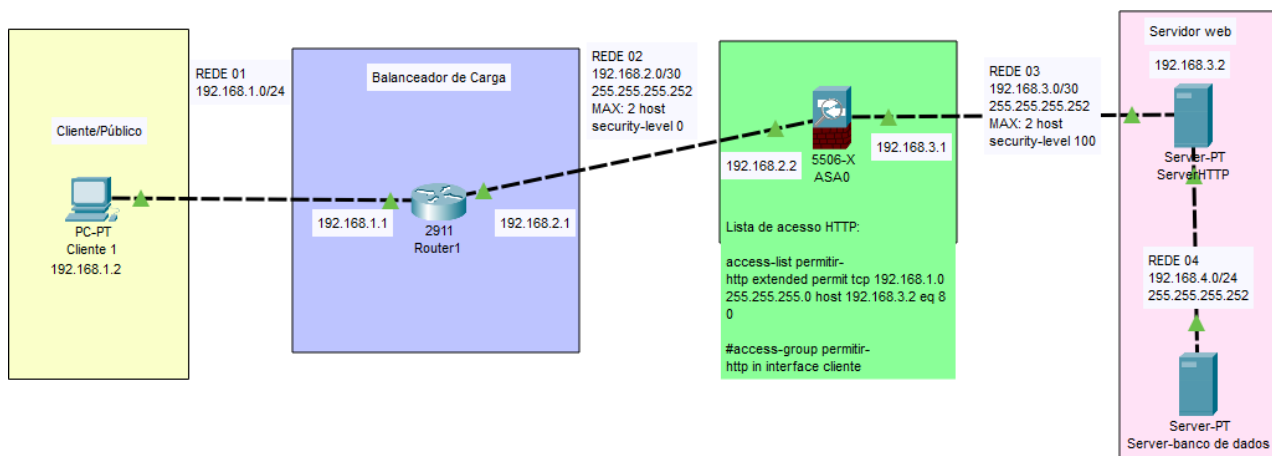 Cliente/Público
PC-PT
Cliente 1
192.168.1.2
REDE 01
192.168.1.0/24
Balanceador de Carga
192.168.1.1
2911
Router1
192.168.2.1
REDE 02
192.168.2.0/30
255.255.255.252
MAX: 2 host
security-level 0
192.168.2.2
5506-X
ASA0
192.168.3.1
Lista de acesso HTTP:
access-list permitir-
http extended permit tcp 192.168.1.0
255.255.255.0 host 192.168.3.2 eq 8
0
#access-group permitir-
http in interface cliente
REDE 03
192.168.3.0/30
255.255.255.252
MAX: 2 host
security-level 100
Servidor web
192.168.3.2
Server-PT
ServerHTTP
REDE 04
192.168.4.0/24
255.255.255.252
Server-PT
Server-banco de dados